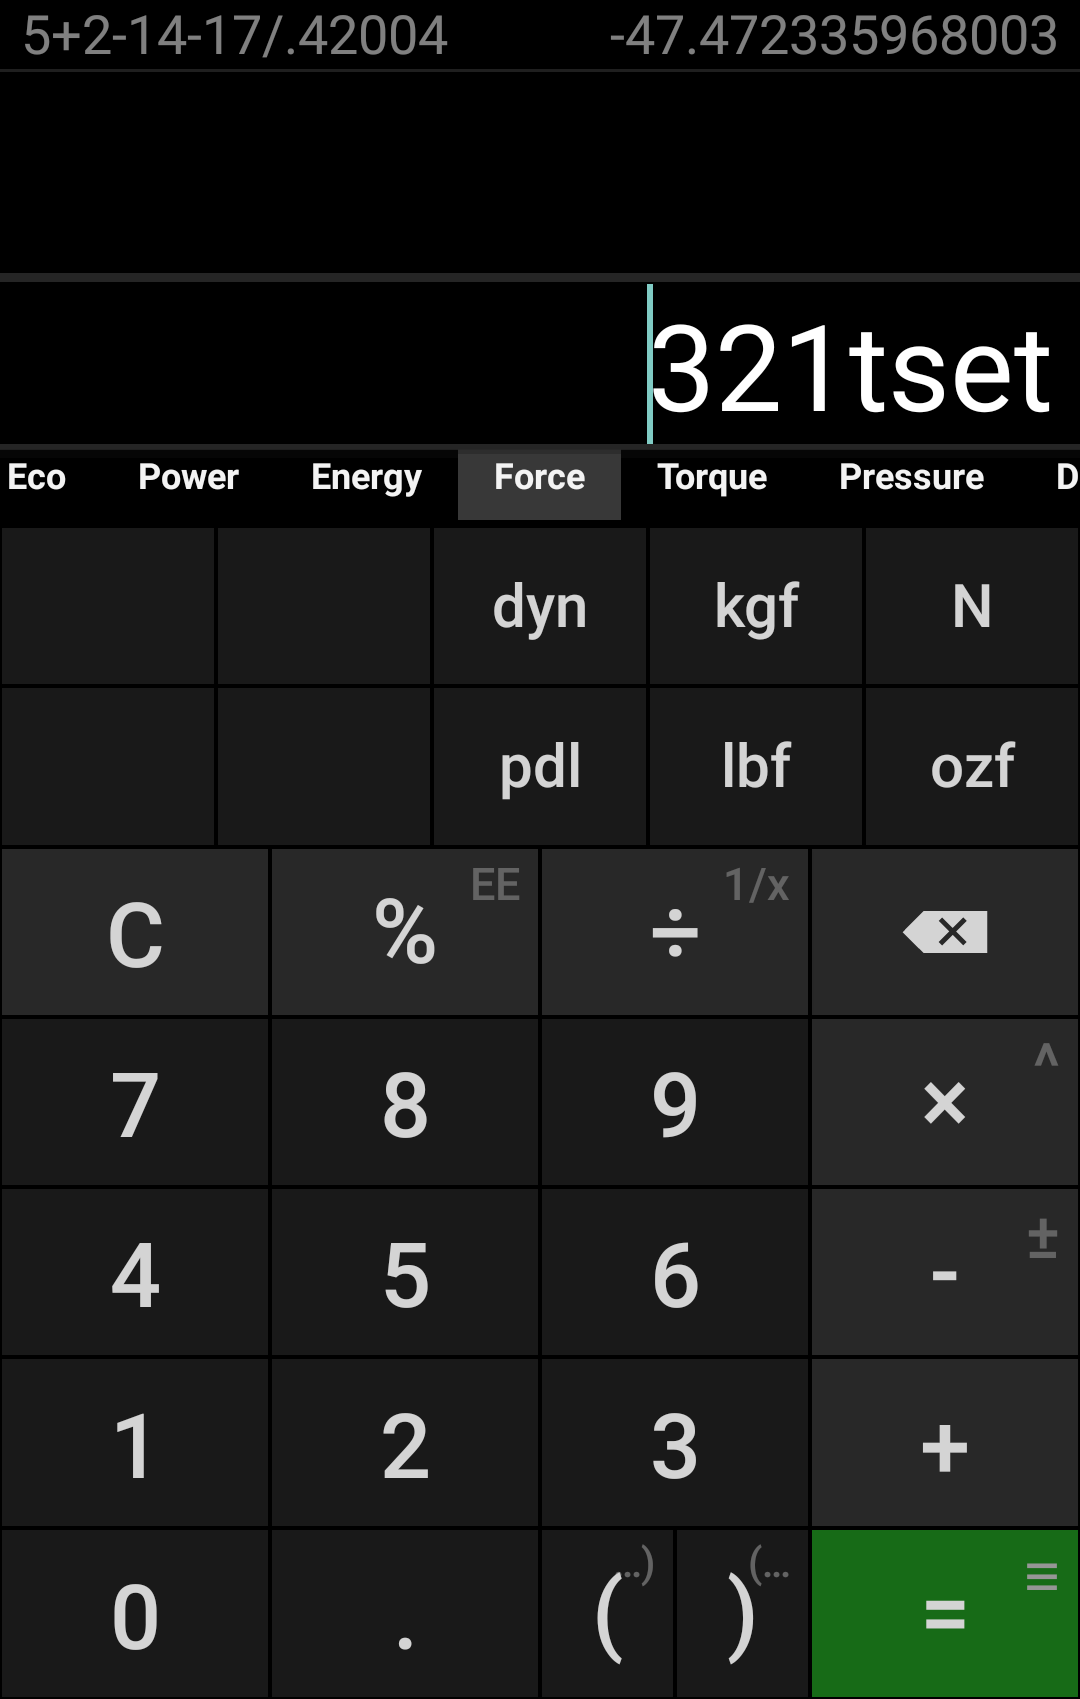 5+2-14-17/.42004 -47.472335968003
321tset
Eco Power Energy Force Torque Pressure D
dyn kgf N
pdl lbf ozf
C % EE ÷ 1/x
7 8 9 × ^
4 5 6 - ±
1 2 3 +
0 . ( ..) ) (... = ≡